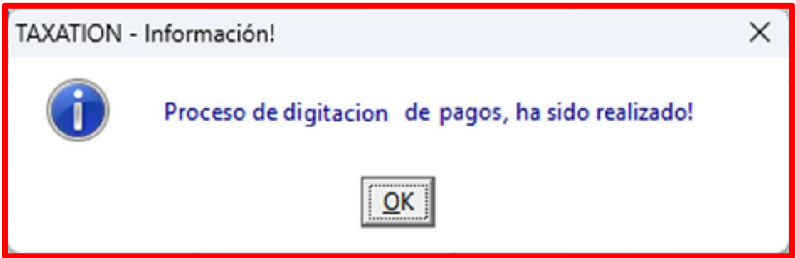 TAXATION - Información!
Proceso de digitacion de pagos, ha sido realizado!
OK